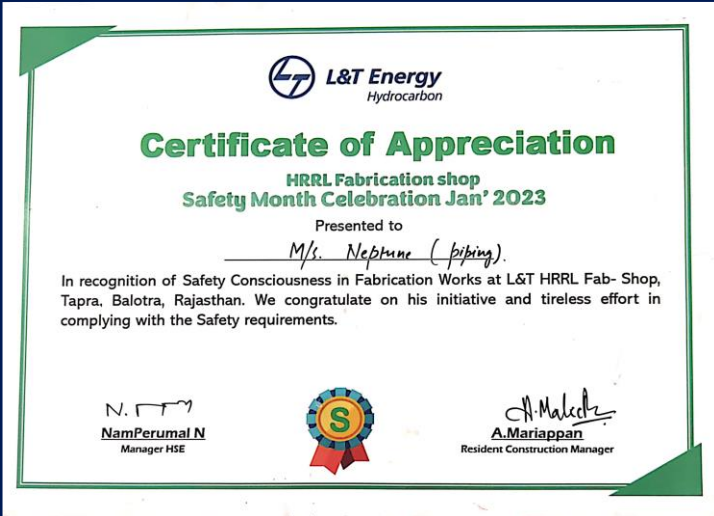 L&T Energy
Hydrocarbon
Certificate of Appreciation
HRRL Fabrication shop
Safety Month Celebration Jan' 2023
Presented to
M/s. Neptune (piping).
In recognition of Safety Consciousness in Fabrication Works at L&T HRRL Fab- Shop,
Tapra, Balotra, Rajasthan. We congratulate on his initiative and tireless effort in
complying with the Safety requirements.
S
NamPerumal N
Manager HSE
A.Mariappan
Resident Construction Manager